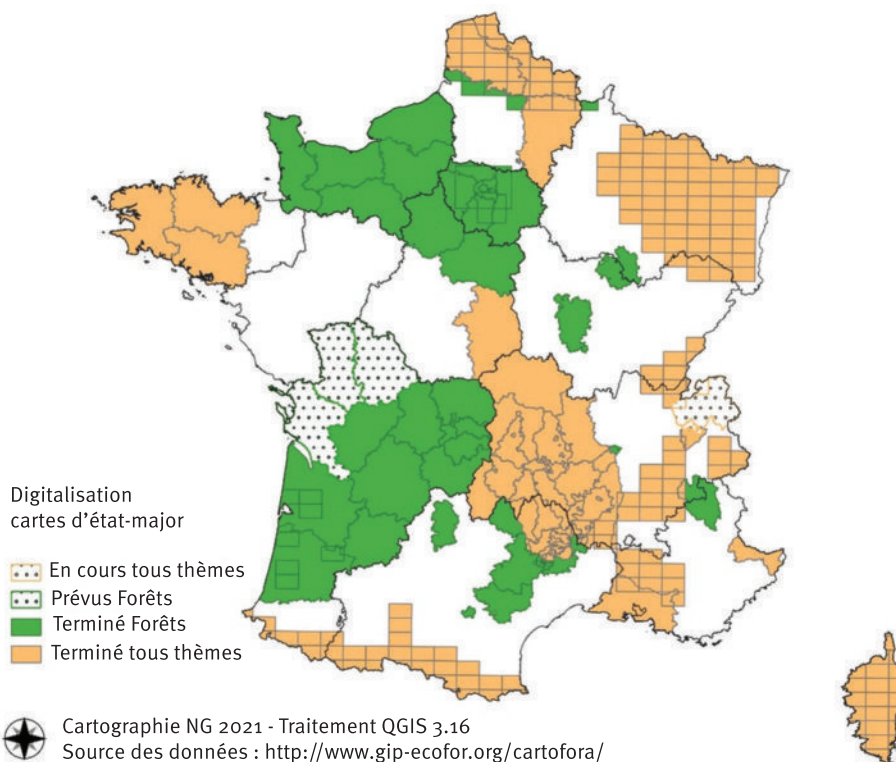 Digitalisation
cartes d'état-major
En cours tous thèmes
Prévus Forêts
Terminé Forêts
Terminé tous thèmes
Cartographie NG 2021 - Traitement QGIS 3.16
Source des données : http://www.gip-ecofor.org/cartofora/